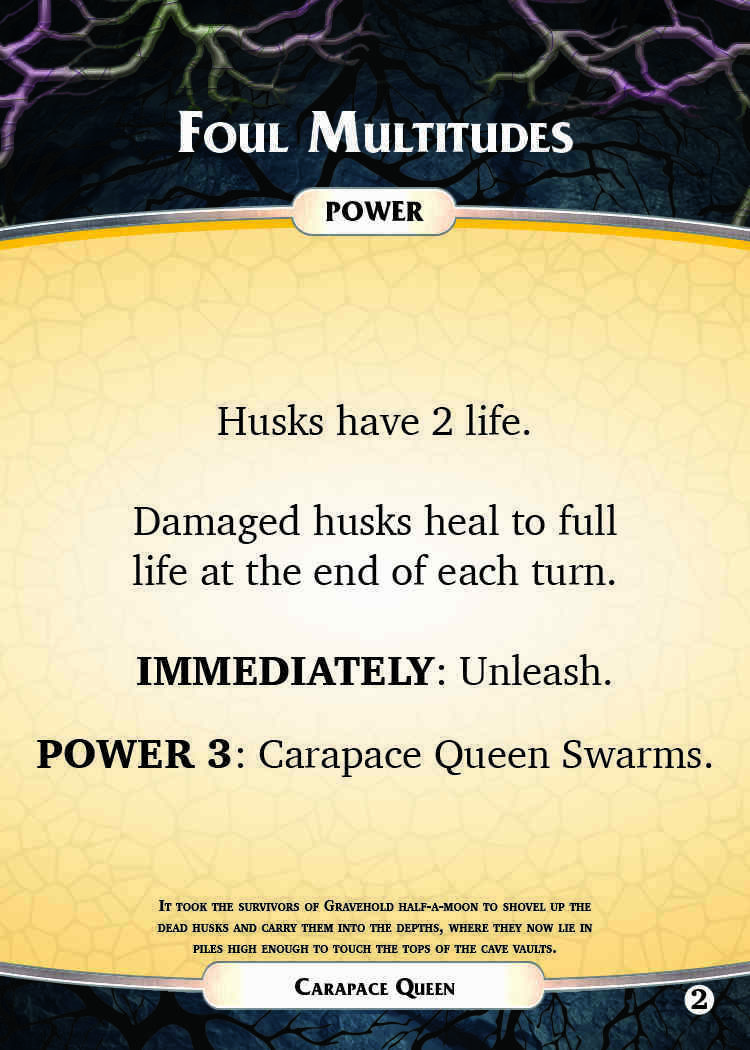 Foul Multitudes
POWER
Husks have 2 life.
Damaged husks heal to full
life at the end of each turn.
IMMEDIATELY: Unleash.
POWER 3: Carapace Queen Swarms.
It took the survivors of Gravehold half-a-moon to shovel up the
dead husks and carry them into the depths, where they now lie in
piles high enough to touch the tops of the cave vaults.
Carapace Queen
2